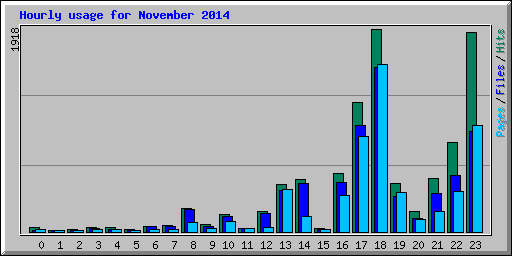 Hourly usage for November 2014
1918
Pages / Files / Hits
0 1 2 3 4 5 6 7 8 9 10 11 12 13 14 15 16 17 18 19 20 21 22 23